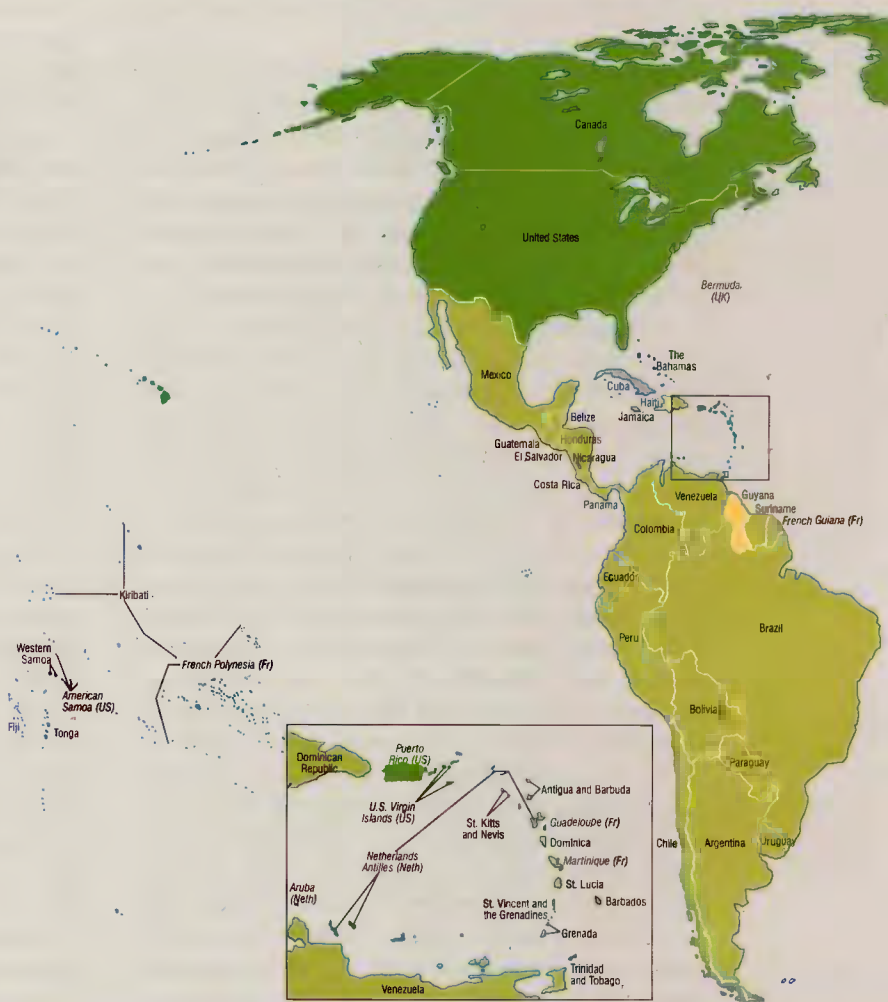 Canada
United States
Bermuda
(UK)
The
Bahamas
Mexico
Cuba
Haiti
Jamaica
Belize
Guatemala
Honduras
El Salvador
Nicaragua
Costa Rica
Panama
Venezuela
Guyana
Suriname
French Guiana (Fr)
Colombia
Ecuador
Kiribati
Brazil
Peru
Western
Samoa
French Polynesia (Fr)
American
Samoa (US)
Fiji
Tonga
Bolivia
Paraguay
Chile
Argentina
Uruguay
Dominican
Republic
Puerto
Rico (US)
U.S. Virgin
Islands (US)
St. Kitts
and Nevis
Antigua and Barbuda
Guadeloupe (Fr)
Dominica
Netherlands
Antilles (Neth)
Martinique (Fr)
Aruba
(Neth)
St. Lucia
St. Vincent and
the Grenadines
Barbados
Grenada
Trinidad
and Tobago
Venezuela